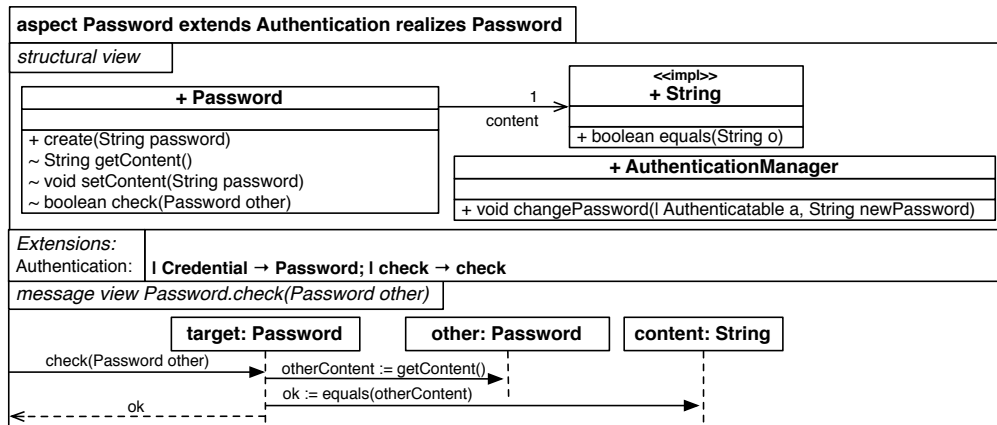 aspect Password extends Authentication realizes Password
structural view
+ Password
+ create(String password)
~ String getContent()
~ void setContent(String password)
~ boolean check(Password other)
1
content
<<impl>>
+ String
+ boolean equals(String o)
+ AuthenticationManager
+ void changePassword(| Authenticatable a, String newPassword)
Extensions:
Authentication: | Credential → Password; | check → check
message view Password.check(Password other)
target: Password
other: Password
content: String
check(Password other)
otherContent := getContent()
ok := equals(otherContent)
ok